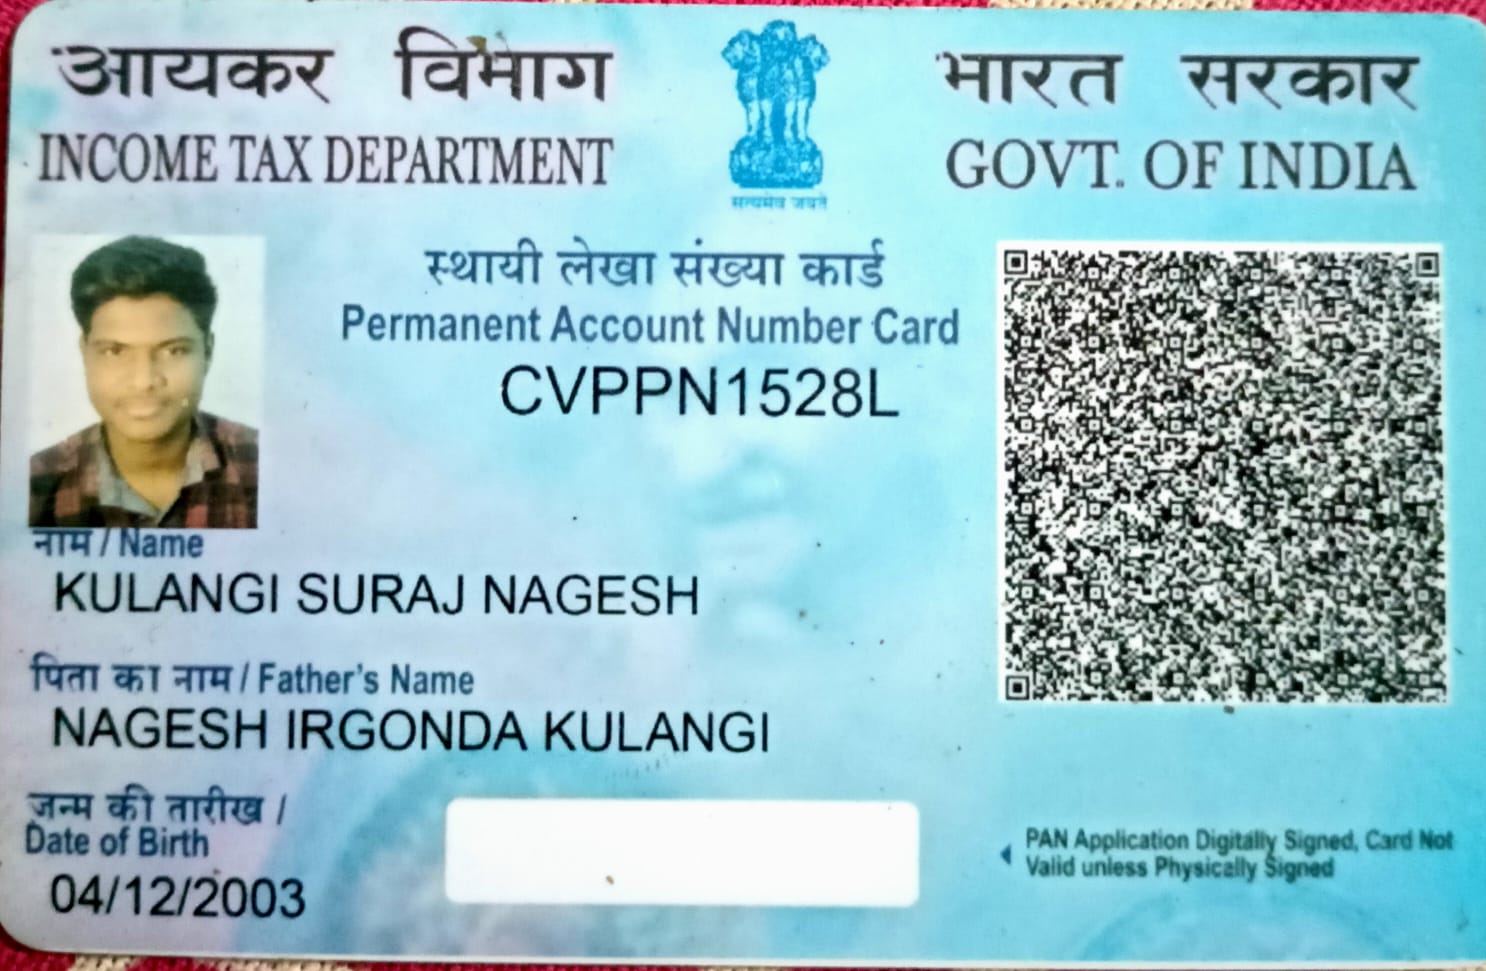 आयकर विभाग
INCOME TAX DEPARTMENT
सत्यमेव जयते
भारत सरकार
GOVT. OF INDIA
स्थायी लेखा संख्या कार्ड
Permanent Account Number Card
CVPPN1528L
नाम / Name
KULANGI SURAJ NAGESH
पिता का नाम / Father's Name
NAGESH IRGONDA KULANGI
जन्म की तारीख /
Date of Birth
04/12/2003
PAN Application Digitally Signed, Card Not
Valid unless Physically Signed